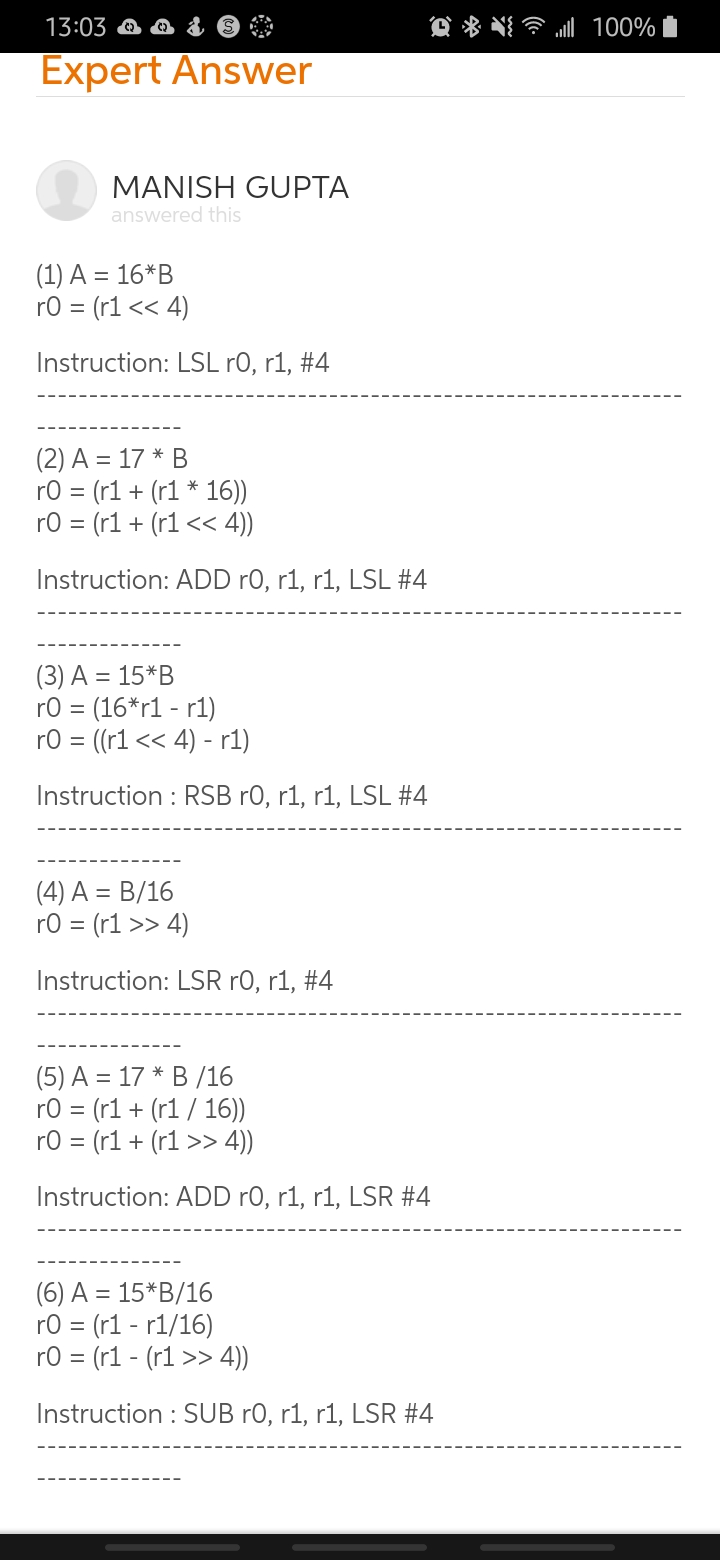 13:03 100%
Expert Answer
MANISH GUPTA
answered this
(1) A = 16*B
r0 = (r1 << 4)
Instruction: LSL r0, r1, #4
--------------------------------------------------------------
--------------
(2) A = 17 * B
r0 = (r1 + (r1 * 16))
r0 = (r1 + (r1 << 4))
Instruction: ADD r0, r1, r1, LSL #4
--------------------------------------------------------------
--------------
(3) A = 15*B
r0 = (16*r1 - r1)
r0 = ((r1 << 4) - r1)
Instruction : RSB r0, r1, r1, LSL #4
--------------------------------------------------------------
--------------
(4) A = B/16
r0 = (r1 >> 4)
Instruction: LSR r0, r1, #4
--------------------------------------------------------------
--------------
(5) A = 17 * B /16
r0 = (r1 + (r1 / 16))
r0 = (r1 + (r1 >> 4))
Instruction: ADD r0, r1, r1, LSR #4
--------------------------------------------------------------
--------------
(6) A = 15*B/16
r0 = (r1 - r1/16)
r0 = (r1 - (r1 >> 4))
Instruction : SUB r0, r1, r1, LSR #4
--------------------------------------------------------------
--------------